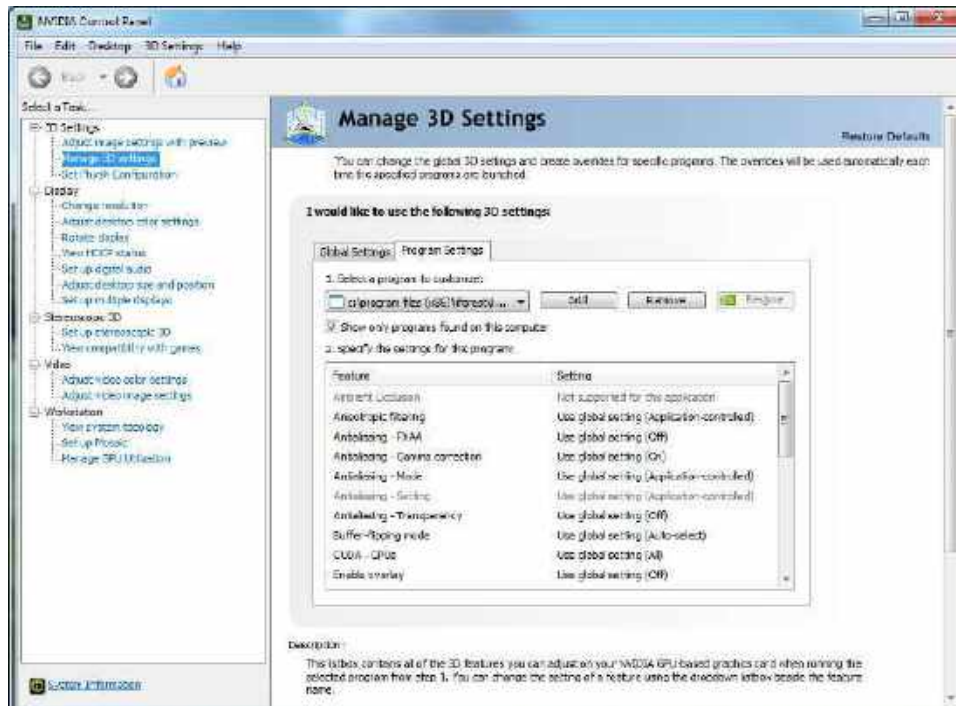 NVIDIA Control Panel
File Edit Desktop 3D Settings Help
Back
Select a Task...
3D Settings
Adjust image settings with preview
Manage 3D settings
Set PhysX Configuration
Display
Change resolution
Adjust desktop color settings
Rotate display
View HDCP status
Set up digital audio
Adjust desktop size and position
Set up multiple displays
Stereoscopic 3D
Set up stereoscopic 3D
View compatibility with games
Video
Adjust video color settings
Adjust video image settings
Workstation
View system topology
Set up Mosaic
Manage GPU Utilization
System Information
Manage 3D Settings
Restore Defaults
You can change the global 3D settings and create overrides for specific programs. The overrides will be used automatically each
time the specified programs are launched.
I would like to use the following 3D settings:
Global Settings Program Settings
1. Select a program to customize:
c:\program files (x86)\ ... Add Remove Restore
Show only programs found on this computer
2. Specify the settings for this program:
Feature Setting
Ambient Occlusion Not supported for this application
Anisotropic filtering Use global setting (Application-controlled)
Antialiasing - FXAA Use global setting (Off)
Antialiasing - Gamma correction Use global setting (On)
Antialiasing - Mode Use global setting (Application-controlled)
Antialiasing - Setting Use global setting (Application-controlled)
Antialiasing - Transparency Use global setting (Off)
Buffer-flipping mode Use global setting (Auto-select)
CUDA - GPUs Use global setting (All)
Enable overlay Use global setting (Off)
Description:
This listbox contains all of the 3D features you can adjust on your NVIDIA GPU-based graphics card when running the
selected program from step 1. You can change the setting of a feature using the dropdown listbox beside the feature
name.